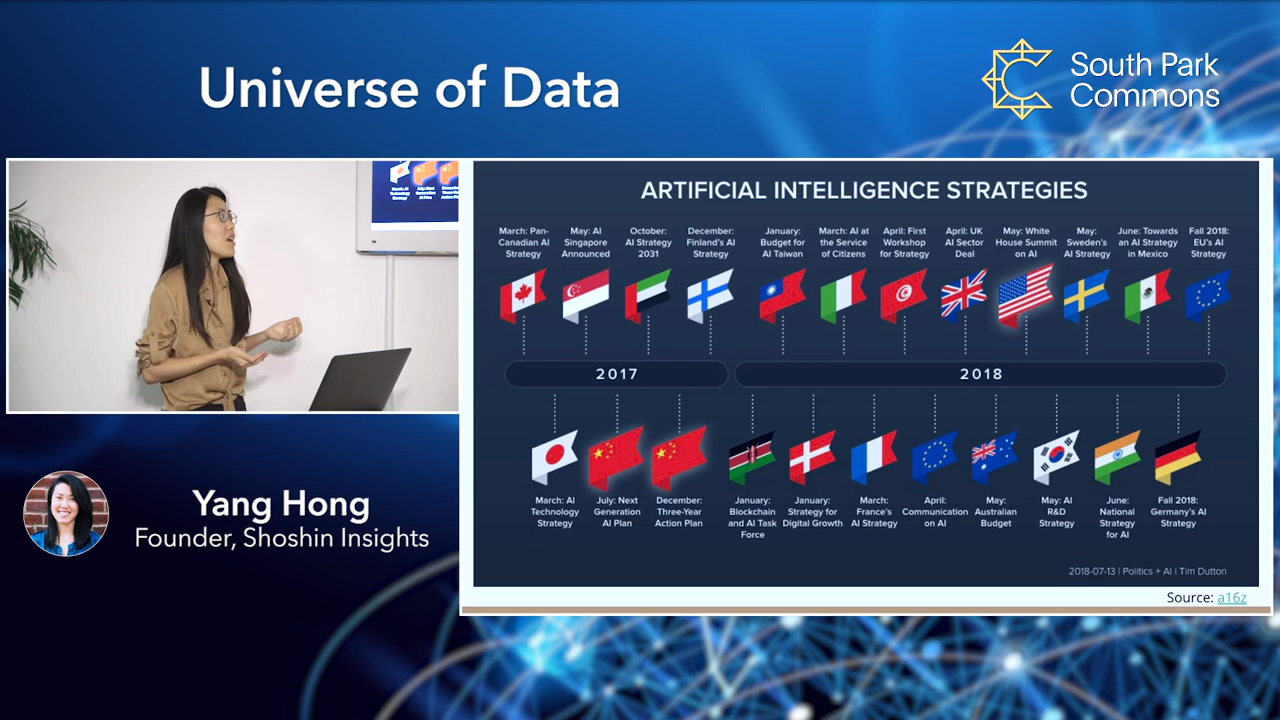 Universe of Data
South Park
Commons
ARTIFICIAL INTELLIGENCE STRATEGIES
March: Pan-
Canadian AI
Strategy
May: AI
Singapore
Announced
October:
AI Strategy
2031
December:
Finland's AI
Strategy
January:
Budget for
AI Taiwan
March: AI at
the Service
of Citizens
April: First
Workshop
for Strategy
April: UK
AI Sector
Deal
May: White
House Summit
on AI
May:
Sweden's
AI Strategy
June: Towards
an AI Strategy
in Mexico
Fall 2018:
EU's AI
Strategy
2017
2018
March: AI
Technology
Strategy
July: Next
Generation
AI Plan
December:
Three-Year
Action Plan
January:
Blockchain
and AI Task
Force
January:
Strategy for
Digital Growth
March:
France's
AI Strategy
April:
Communication
on AI
May:
Australian
Budget
May: AI
R&D
Strategy
June:
National
Strategy
for AI
Fall 2018:
Germany's AI
Strategy
2018-07-13 | Politics + AI | Tim Dutton
Source: a16z
Yang Hong
Founder, Shoshin Insights